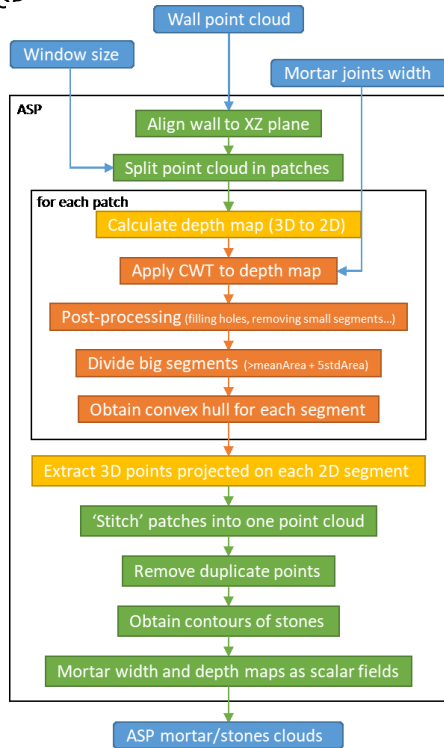 Wall point cloud
Window size
Mortar joints width
ASP
Align wall to XZ plane
Split point cloud in patches
for each patch
Calculate depth map (3D to 2D)
Apply CWT to depth map
Post-processing (filling holes, removing small segments...)
Divide big segments (>meanArea + 5stdArea)
Obtain convex hull for each segment
Extract 3D points projected on each 2D segment
‘Stitch’ patches into one point cloud
Remove duplicate points
Obtain contours of stones
Mortar width and depth maps as scalar fields
ASP mortar/stones clouds